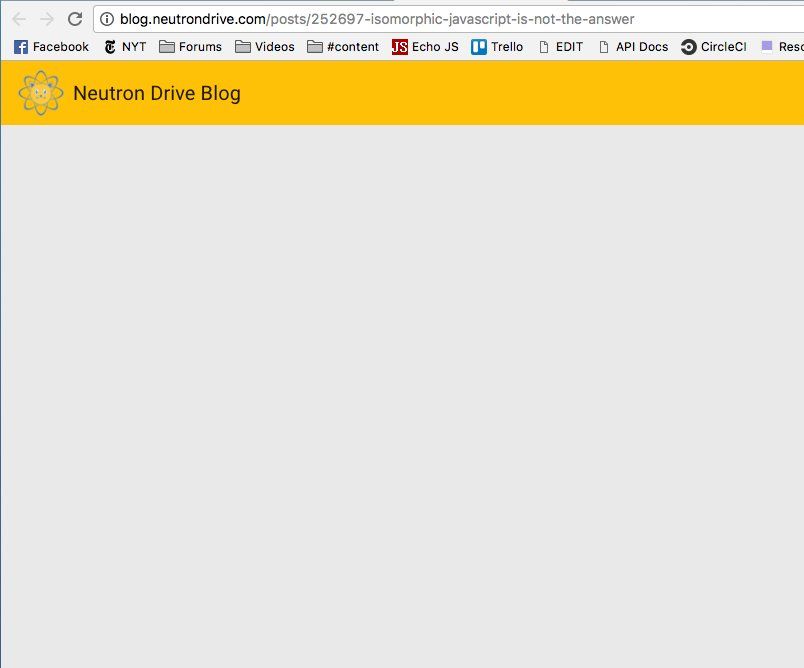 blog.neutrondrive.com/posts/252697-isomorphic-javascript-is-not-the-answer
Facebook NYT Forums Videos #content JS Echo JS Trello EDIT API Docs CircleCI
Neutron Drive Blog